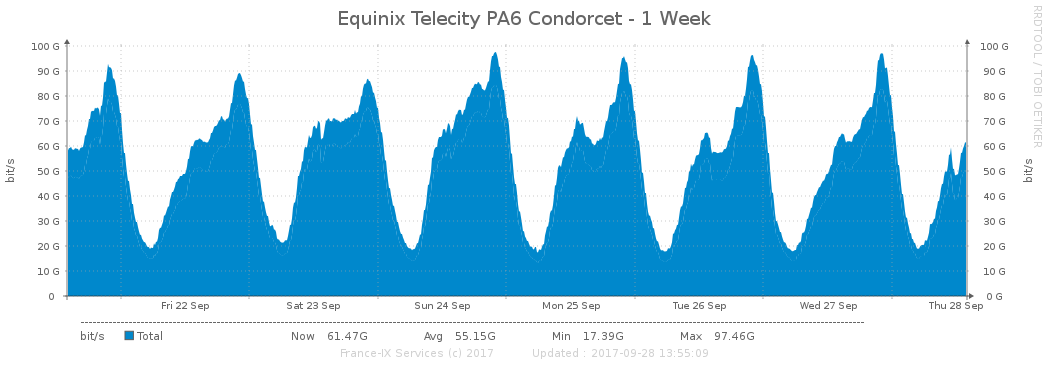 Equinix Telecity PA6 Condorcet - 1 Week
RRDTOOL / TOBI OETIKER
100 G 100 G
90 G 90 G
80 G 80 G
70 G 70 G
60 G 60 G
50 G 50 G
40 G 40 G
30 G 30 G
20 G 20 G
10 G 10 G
0 0 G
bit/s bit/s
Fri 22 Sep Sat 23 Sep Sun 24 Sep Mon 25 Sep Tue 26 Sep Wed 27 Sep Thu 28 Sep
bit/s Total Now 61.47G Avg 55.15G Min 17.39G Max 97.46G
France-IX Services (c) 2017 Updated : 2017-09-28 13:55:09